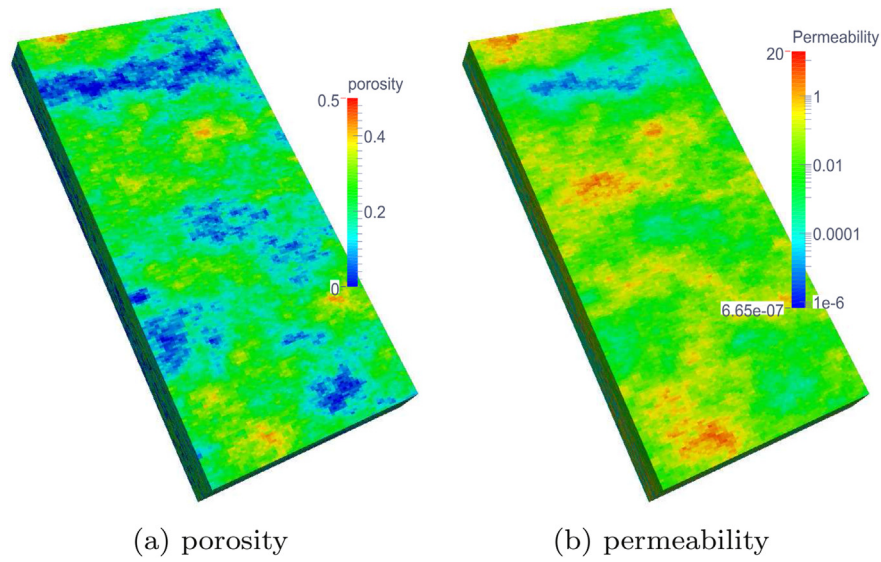 porosity
0.5
0.4
0.2
0
Permeability
20
1
0.01
0.0001
1e-6
6.65e-07
(a) porosity
(b) permeability